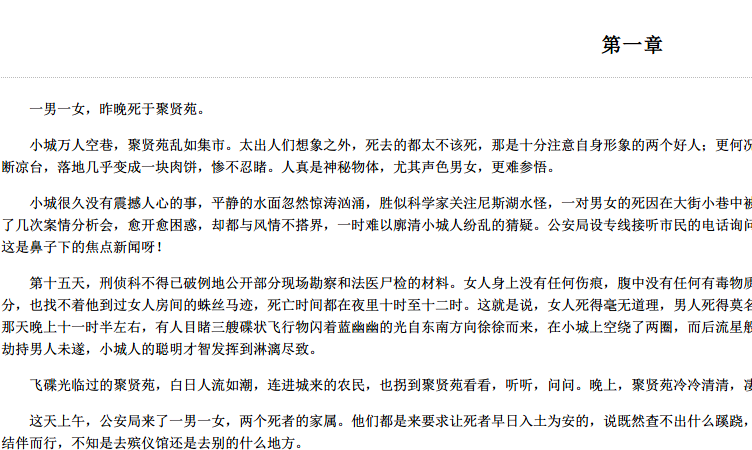 第一章
一男一女，昨晚死于聚贤苑。
小城万人空巷，聚贤苑乱如集市。太出人们想象之外，死去的都太不该死，那是十分注意自身形象的两个好人；更何况
断凉台，落地几乎变成一块肉饼，惨不忍睹。人真是神秘物体，尤其声色男女，更难参悟。
小城很久没有震撼人心的事，平静的水面忽然惊涛汹涌，胜似科学家关注尼斯湖水怪，一对男女的死因在大街小巷中被
了几次案情分析会，愈开愈困惑，却都与风情不搭界，一时难以廓清小城人纷乱的猜疑。公安局设专线接听市民的电话询问
这是鼻子下的焦点新闻呀！
第十五天，刑侦科不得已破例地公开部分现场勘察和法医尸检的材料。女人身上没有任何伤痕，腹中没有任何有毒物质
分，也找不着他到过女人房间的蛛丝马迹，死亡时间都在夜里十时至十二时。这就是说，女人死得毫无道理，男人死得莫名
那天晚上十一时半左右，有人目睹三艘碟状飞行物闪着蓝幽幽的光自东南方向徐徐而来，在小城上空绕了两圈，而后流星般
劫持男人未遂，小城人的聪明才智发挥到淋漓尽致。
飞碟光临过的聚贤苑，白日人流如潮，连进城来的农民，也拐到聚贤苑看看，听听，问问。晚上，聚贤苑冷冷清清，凄
这天上午，公安局来了一男一女，两个死者的家属。他们都是来要求让死者早日入土为安的，说既然查不出什么蹊跷，
结伴而行，不知是去殡仪馆还是去别的什么地方。